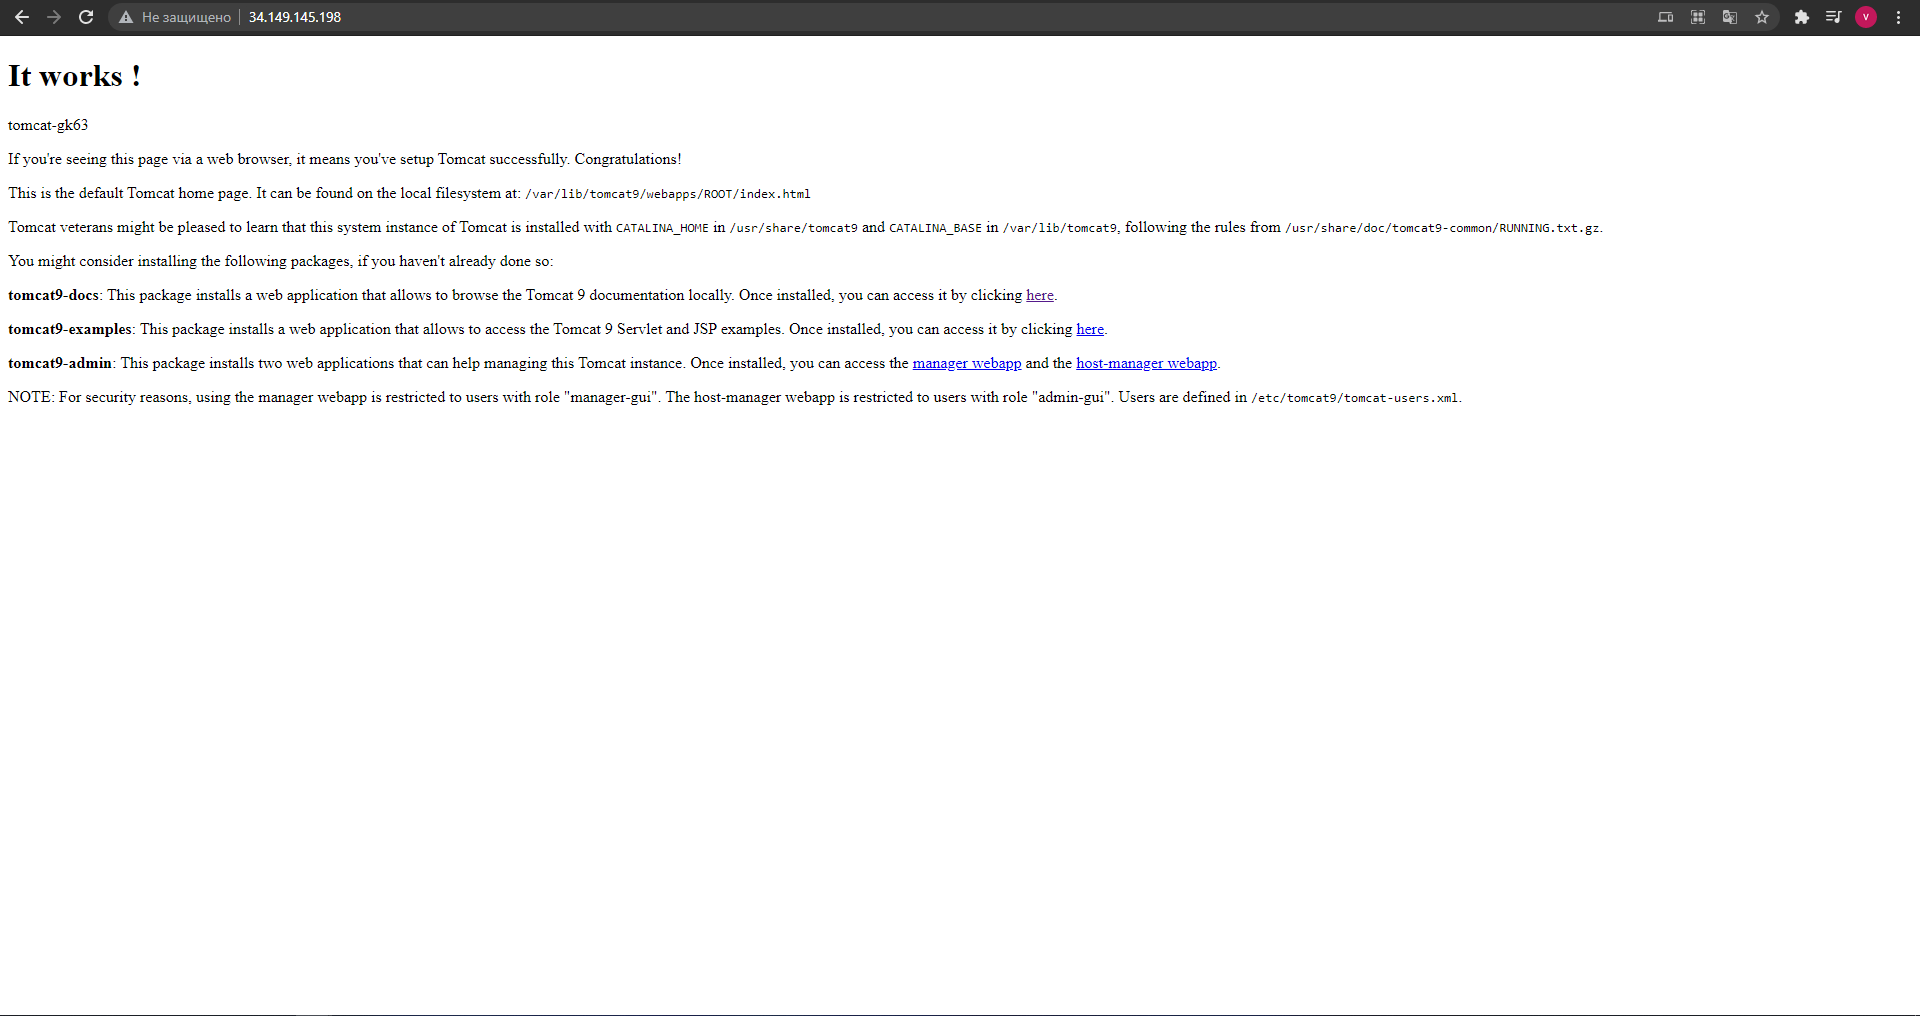 Не защищено 34.149.145.198
V
It works !
tomcat-gk63
If you're seeing this page via a web browser, it means you've setup Tomcat successfully. Congratulations!
This is the default Tomcat home page. It can be found on the local filesystem at: /var/lib/tomcat9/webapps/ROOT/index.html
Tomcat veterans might be pleased to learn that this system instance of Tomcat is installed with CATALINA_HOME in /usr/share/tomcat9 and CATALINA_BASE in /var/lib/tomcat9, following the rules from /usr/share/doc/tomcat9-common/RUNNING.txt.gz.
You might consider installing the following packages, if you haven't already done so:
tomcat9-docs: This package installs a web application that allows to browse the Tomcat 9 documentation locally. Once installed, you can access it by clicking here.
tomcat9-examples: This package installs a web application that allows to access the Tomcat 9 Servlet and JSP examples. Once installed, you can access it by clicking here.
tomcat9-admin: This package installs two web applications that can help managing this Tomcat instance. Once installed, you can access the manager webapp and the host-manager webapp.
NOTE: For security reasons, using the manager webapp is restricted to users with role "manager-gui". The host-manager webapp is restricted to users with role "admin-gui". Users are defined in /etc/tomcat9/tomcat-users.xml.